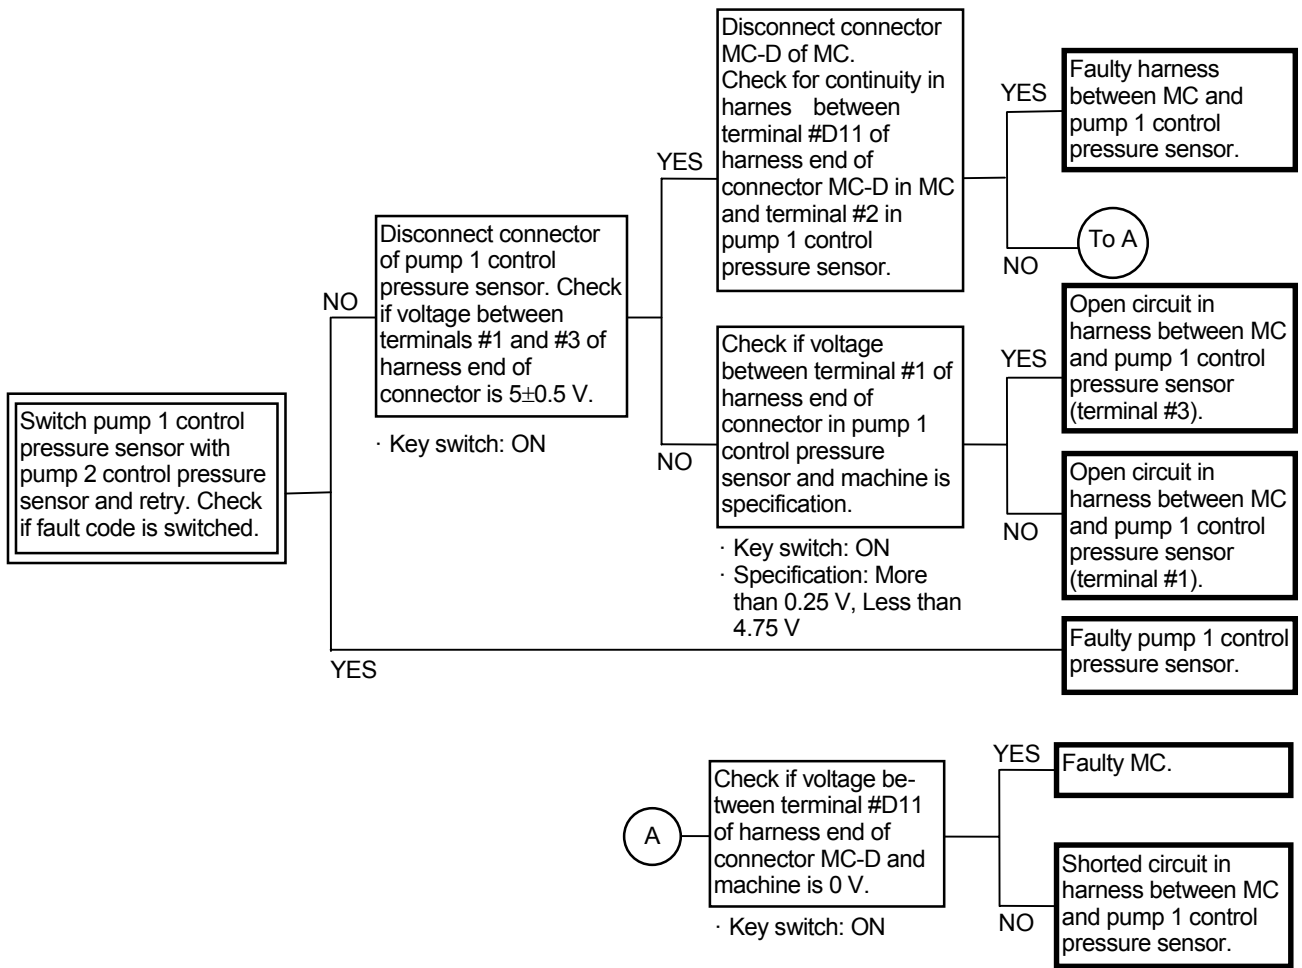 Switch pump 1 control
pressure sensor with
pump 2 control pressure
sensor and retry. Check
if fault code is switched.
NO
YES
Disconnect connector
of pump 1 control
pressure sensor. Check
if voltage between
terminals #1 and #3 of
harness end of
connector is 5±0.5 V.
· Key switch: ON
YES
NO
Disconnect connector
MC-D of MC.
Check for continuity in
harnes between
terminal #D11 of
harness end of
connector MC-D in MC
and terminal #2 in
pump 1 control
pressure sensor.
YES
NO
Faulty harness
between MC and
pump 1 control
pressure sensor.
To A
Check if voltage
between terminal #1 of
harness end of
connector in pump 1
control pressure
sensor and machine is
specification.
· Key switch: ON
· Specification: More
than 0.25 V, Less than
4.75 V
YES
NO
Open circuit in
harness between MC
and pump 1 control
pressure sensor
(terminal #3).
Open circuit in
harness between MC
and pump 1 control
pressure sensor
(terminal #1).
Faulty pump 1 control
pressure sensor.
A
Check if voltage be-
tween terminal #D11
of harness end of
connector MC-D and
machine is 0 V.
· Key switch: ON
YES
NO
Faulty MC.
Shorted circuit in
harness between MC
and pump 1 control
pressure sensor.